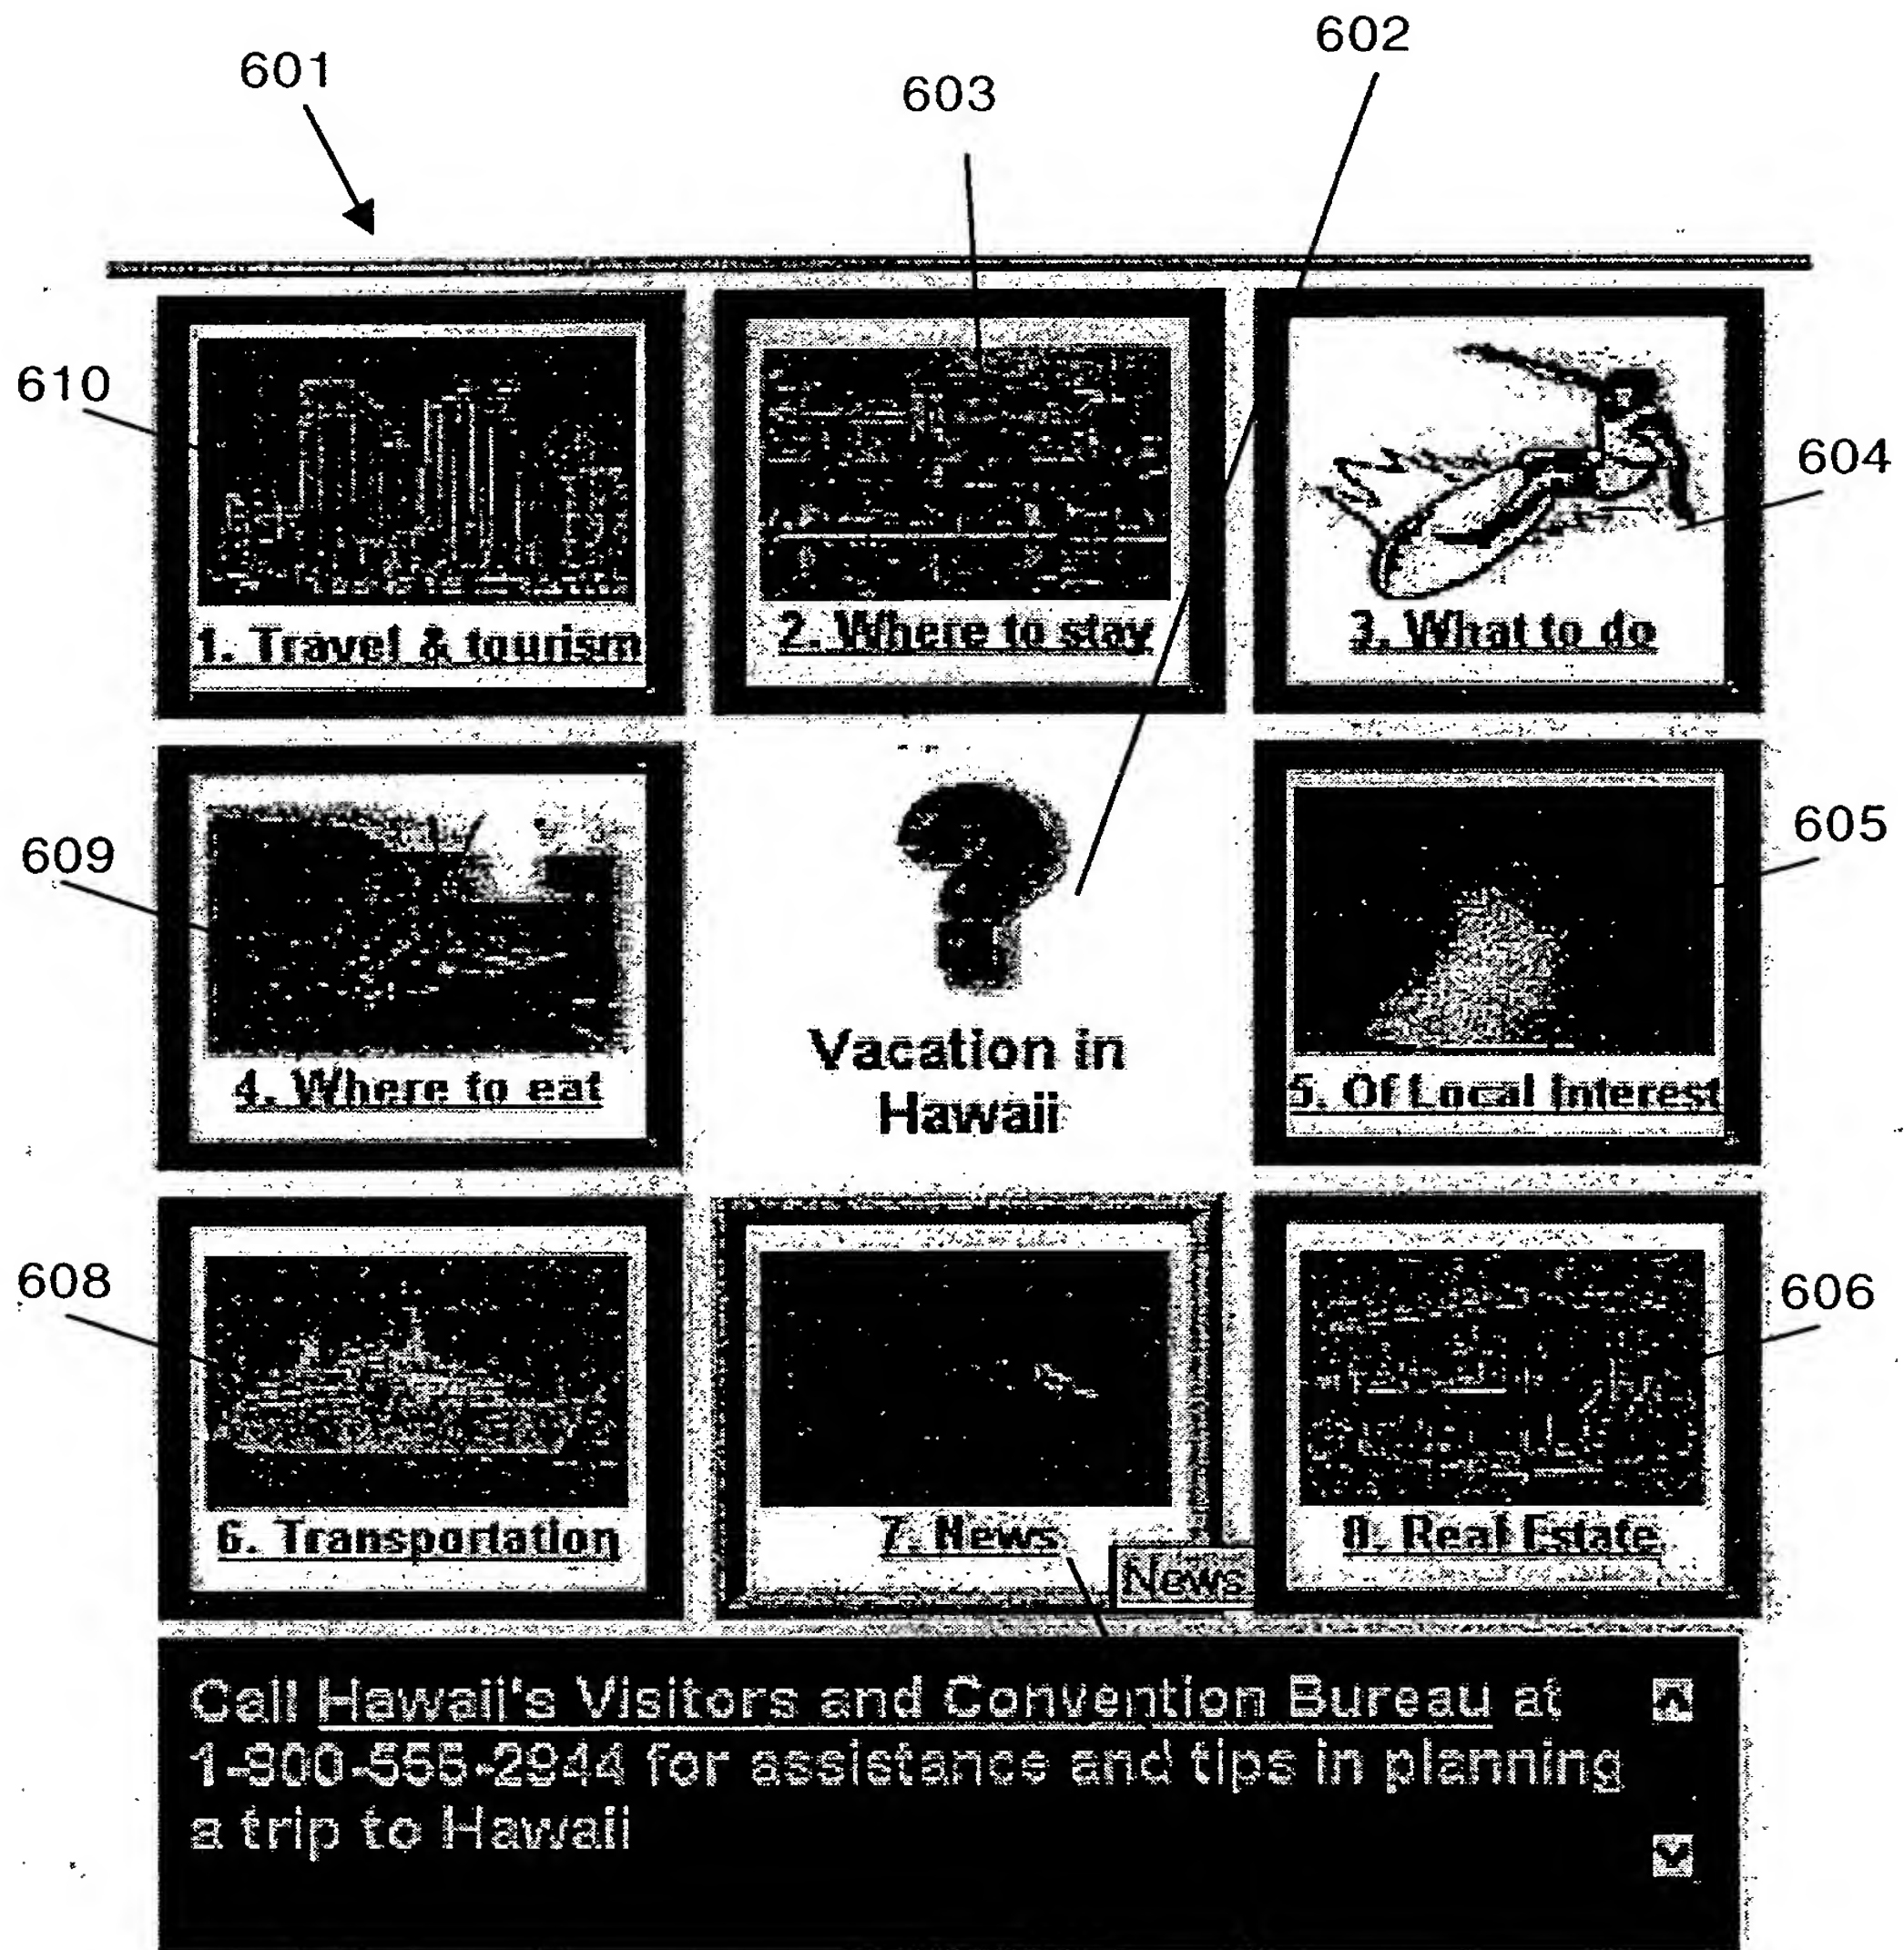 601
603
602
610
604
1. Travel & tourism
2. Where to stay
3. What to do
609
605
4. Where to eat
Vacation in
Hawaii
5. Of Local Interest
608
606
6. Transportation
7. News
8. Real Estate
News
Call Hawaii's Visitors and Convention Bureau at
1-900-555-2944 for assistance and tips in planning
a trip to Hawaii